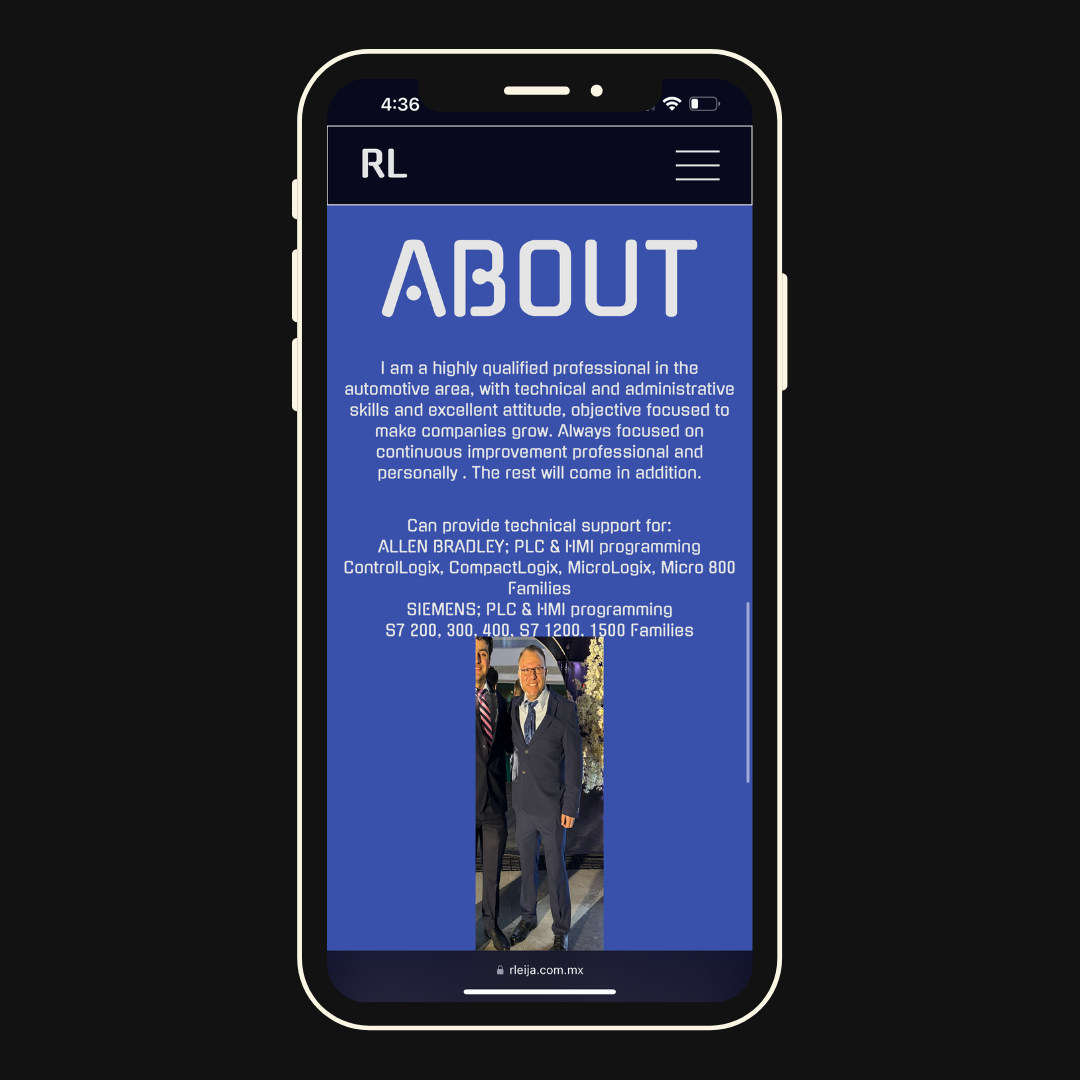 4:36
RL
ABOUT
I am a highly qualified professional in the
automotive area, with technical and administrative
skills and excellent attitude, objective focused to
make companies grow. Always focused on
continuous improvement professional and
personally . The rest will come in addition.
Can provide technical support for:
ALLEN BRADLEY; PLC & HMI programming
ControlLogix, CompactLogix, MicroLogix, Micro 800
Families
SIEMENS; PLC & HMI programming
S7 200, 300, 400, S7 1200, 1500 Families
rleija.com.mx